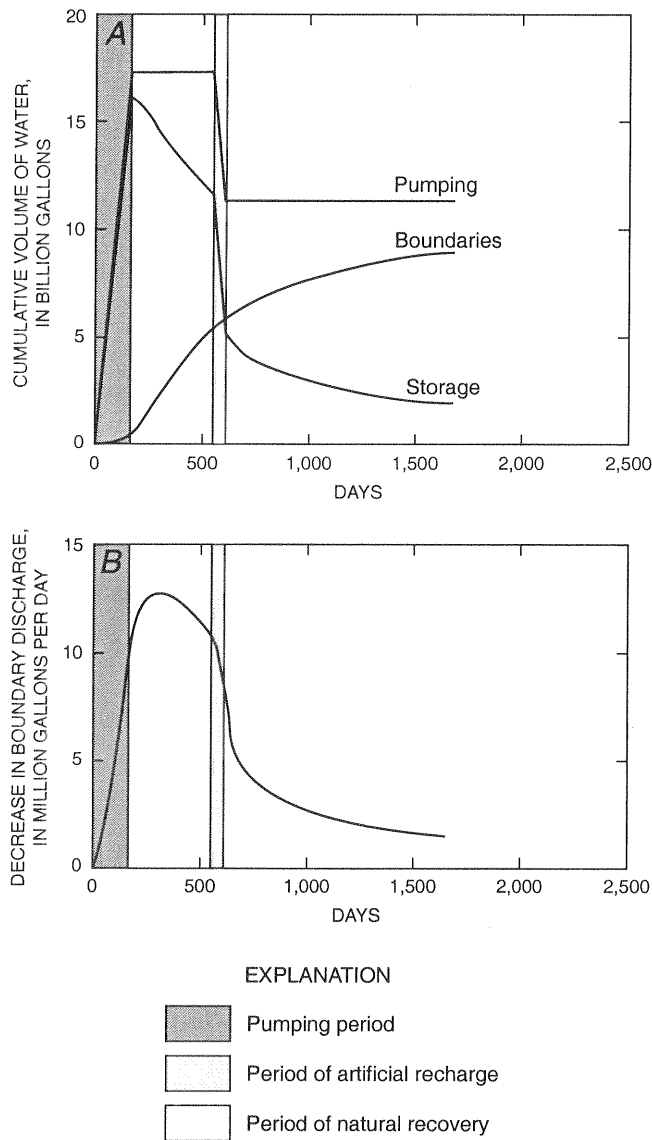 A
CUMULATIVE VOLUME OF WATER,
IN BILLION GALLONS
20
15
10
5
0
Pumping
Boundaries
Storage
0 500 1,000 1,500 2,000 2,500
DAYS
B
DECREASE IN BOUNDARY DISCHARGE,
IN MILLION GALLONS PER DAY
15
10
5
0
0 500 1,000 1,500 2,000 2,500
DAYS
EXPLANATION
Pumping period
Period of artificial recharge
Period of natural recovery